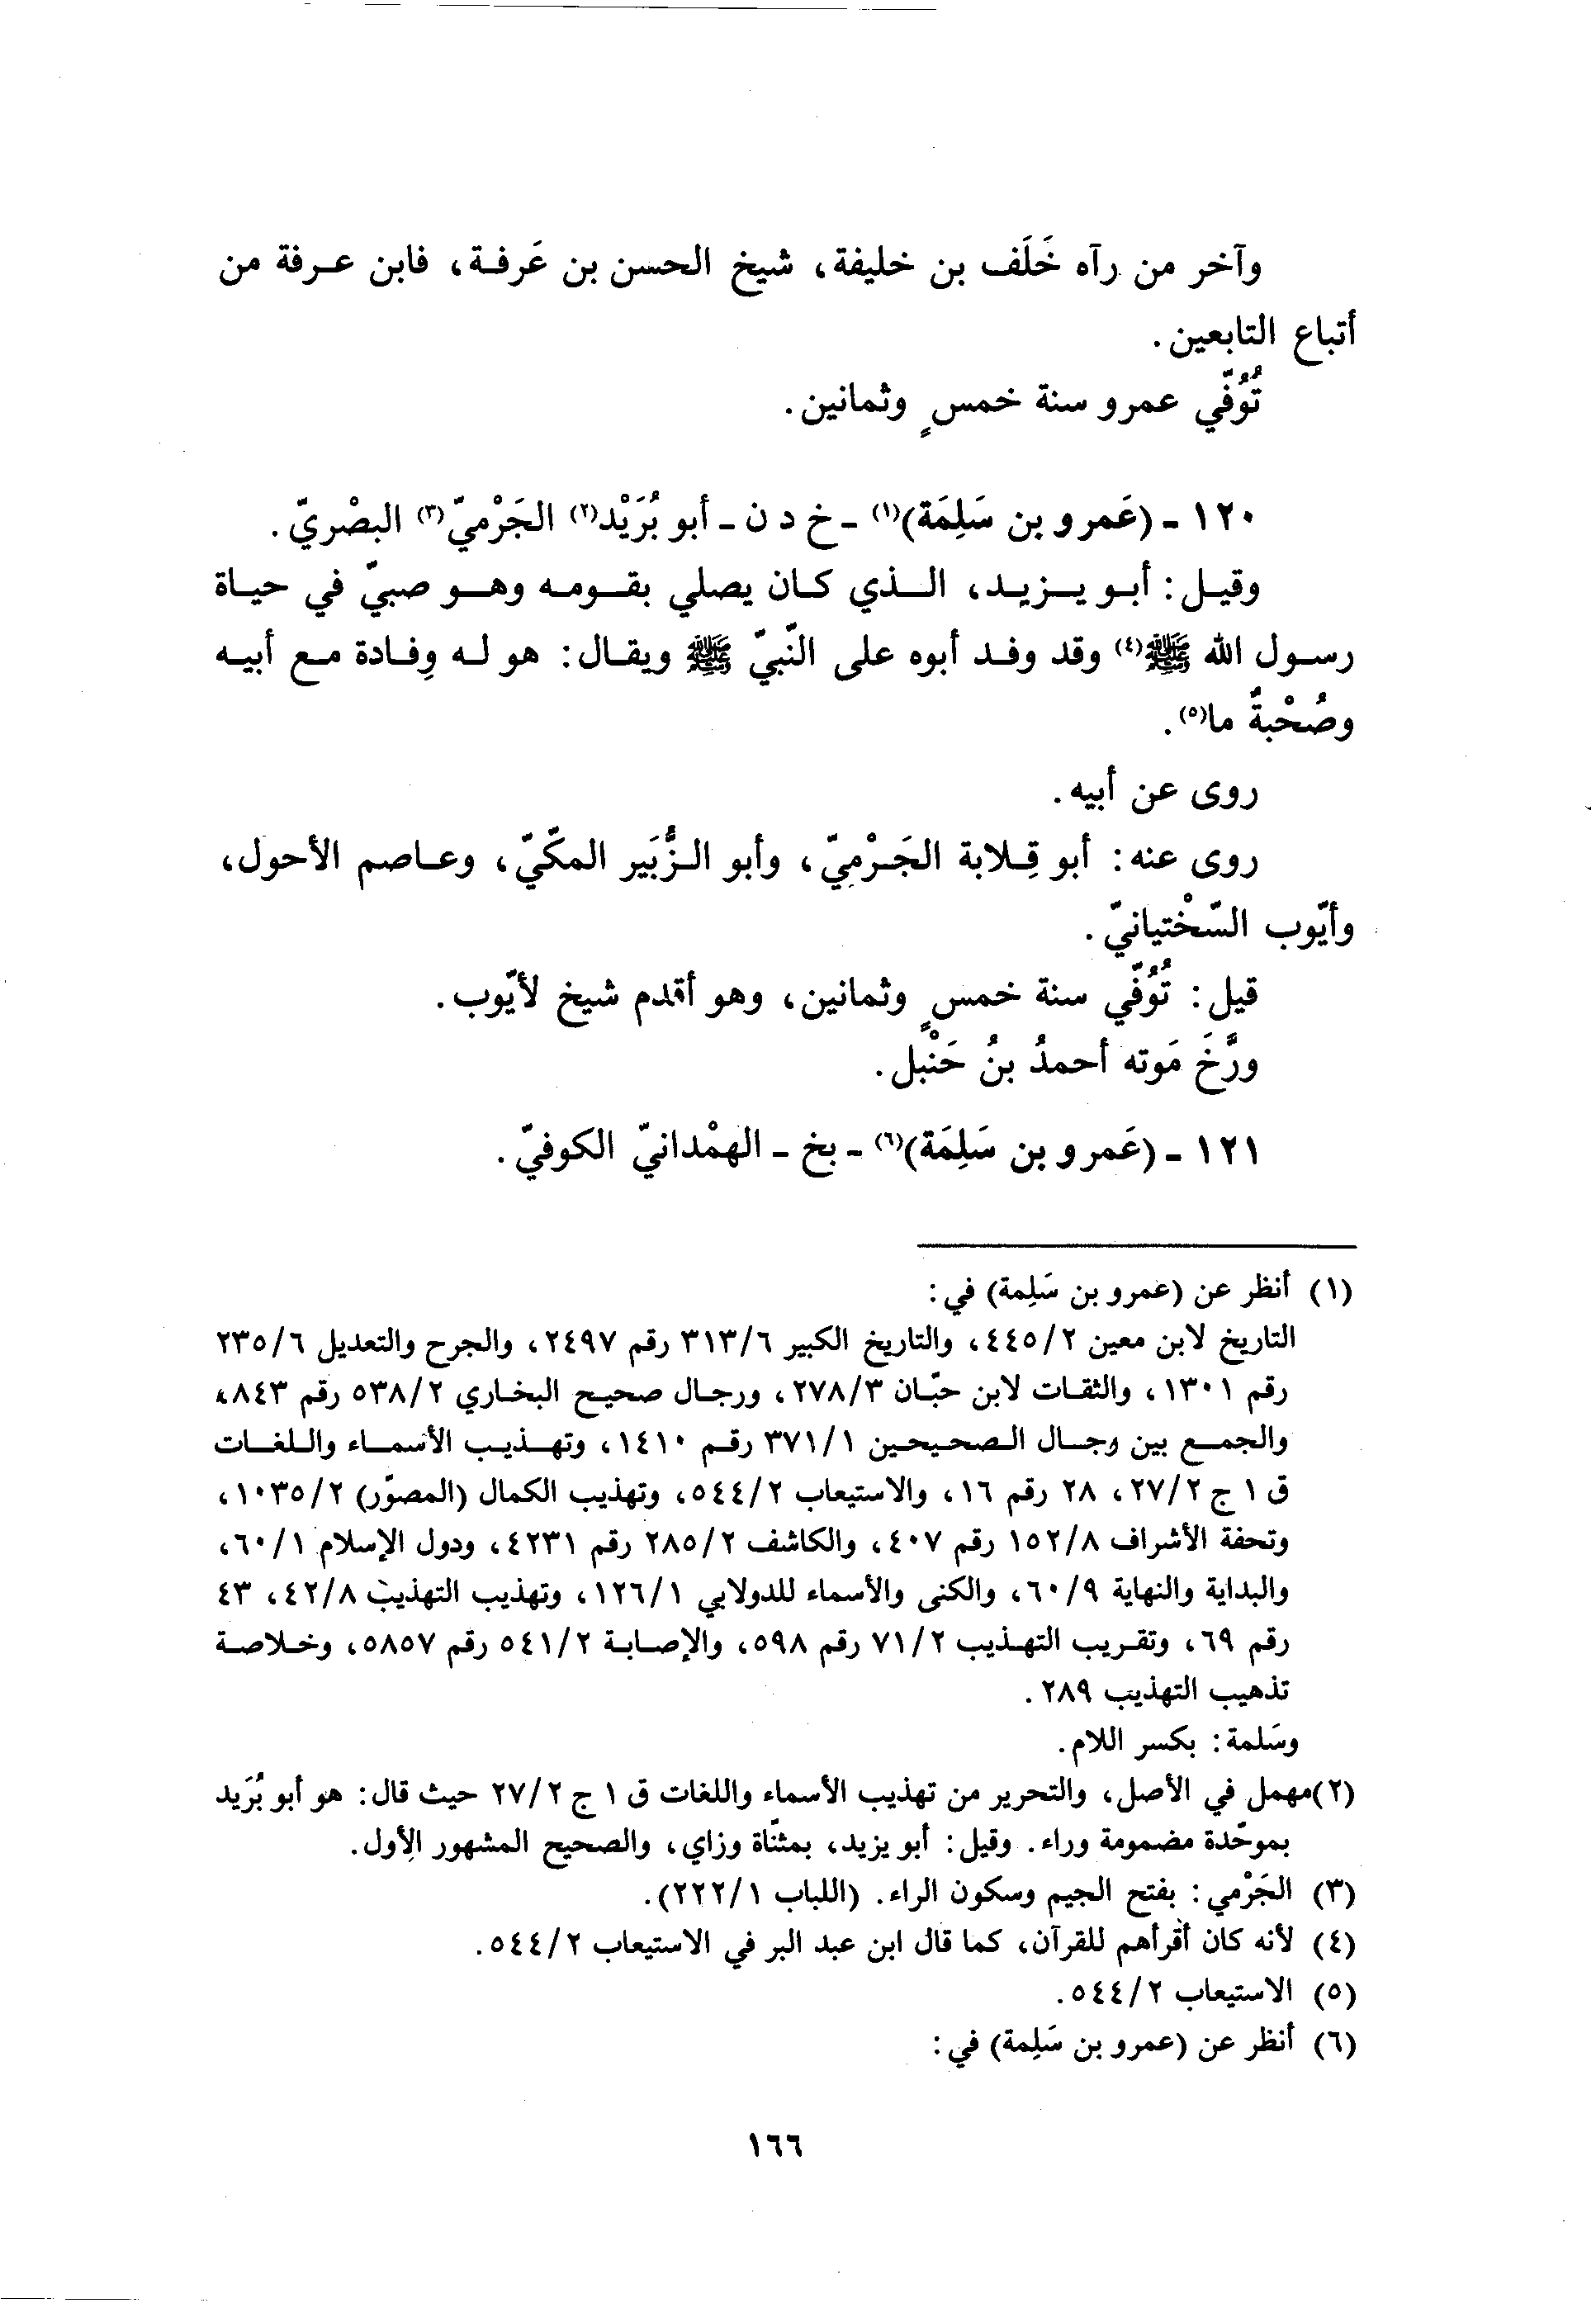 وآخر من رآه خَلَف بن خليفة، شيخ الحسن بن عَرفة، فابن عرفة من
أتباع التابعين.
تُوُفّي عمرو سنة خمسٍ وثمانين.
١٢٠ - (عَمرو بن سَلِمَة)(١) - خ د ن - أبو بُرَيْد(٢) الجَرْميّ(٣) البصْريّ.
وقيل: أبو يزيد، الذي كان يصلي بقومه وهو صبيّ في حياة
رسول الله ﷺ(٤) وقد وفد أبوه على النّبيّ ﷺ ويقال: هو له وِفادة مع أبيه
وصُحْبةٌ ما(٥).
روى عن أبيه.
روى عنه: أبو قِلابة الجَرْمِيّ، وأبو الزُّبَير المكّيّ، وعاصم الأحول،
وأيّوب السّخْتيانيّ.
قيل: تُوُفّي سنة خمسٍ وثمانين، وهو أقدم شيخ لأيّوب.
ورَّخَ مَوته أحمدُ بنُ حَنْبل.
١٢١ - (عَمرو بن سَلِمَة)(٦) - بخ - الهمْدانيّ الكوفيّ.
(١) أنظر عن (عمرو بن سَلِمة) في:
التاريخ لابن معين ٤٤٥/٢، والتاريخ الكبير ٣١٣/٦ رقم ٢٤٩٧، والجرح والتعديل ٢٣٥/٦
رقم ١٣٠١، والثقات لابن حبّان ٢٧٨/٣، ورجال صحيح البخاري ٥٣٨/٢ رقم ٨٤٣،
والجمع بين رجال الصحيحين ٣٧١/١ رقم ١٤١٠، وتهذيب الأسماء واللغات
ق ١ ج ٢٧/٢، ٢٨ رقم ١٦، والاستيعاب ٥٤٤/٢، وتهذيب الكمال (المصوّر) ١٠٣٥/٢،
وتحفة الأشراف ١٥٢/٨ رقم ٤٠٧، والكاشف ٢٨٥/٢ رقم ٤٢٣١، ودول الإسلام ٦٠/١،
والبداية والنهاية ٦٠/٩، والكنى والأسماء للدولابي ١٢٦/١، وتهذيب التهذيب ٤٢/٨، ٤٣
رقم ٦٩، وتقريب التهذيب ٧١/٢ رقم ٥٩٨، والإصابة ٥٤١/٢ رقم ٥٨٥٧، وخلاصة
تذهيب التهذيب ٢٨٩.
وسَلمة: بكسر اللام.
(٢)مهمل في الأصل، والتحرير من تهذيب الأسماء واللغات ق ١ ج ٢٧/٢ حيث قال: هو أبو بُرَيد
بموحّدة مضمومة وراء. وقيل: أبو يزيد، بمثنّاة وزاي، والصحيح المشهور الأول.
(٣) الجَرْمي: بفتح الجيم وسكون الراء. (اللباب ٢٢٢/١).
(٤) لأنه كان أقرأهم للقرآن، كما قال ابن عبد البر في الاستيعاب ٥٤٤/٢.
(٥) الاستيعاب ٥٤٤/٢.
(٦) أنظر عن (عمرو بن سَلِمة) في:
١٦٦